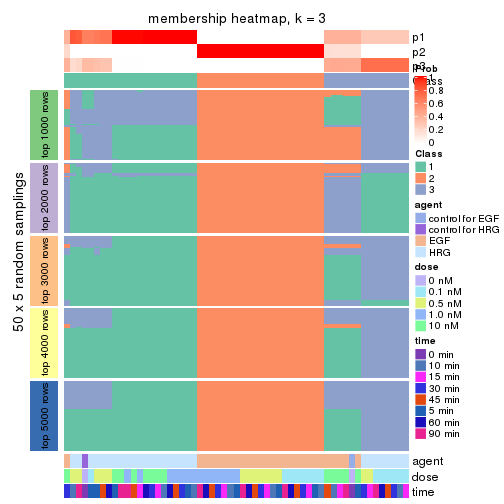 membership heatmap, k = 3
p1
p2
p3
Class
50 x 5 random samplings
top 1000 rows
top 2000 rows
top 3000 rows
top 4000 rows
top 5000 rows
agent
dose
time
Prob
1
0.8
0.6
0.4
0.2
0
Class
1
2
3
agent
control for EGF
control for HRG
EGF
HRG
dose
0 nM
0.1 nM
0.5 nM
1.0 nM
10 nM
time
0 min
10 min
15 min
30 min
45 min
5 min
60 min
90 min